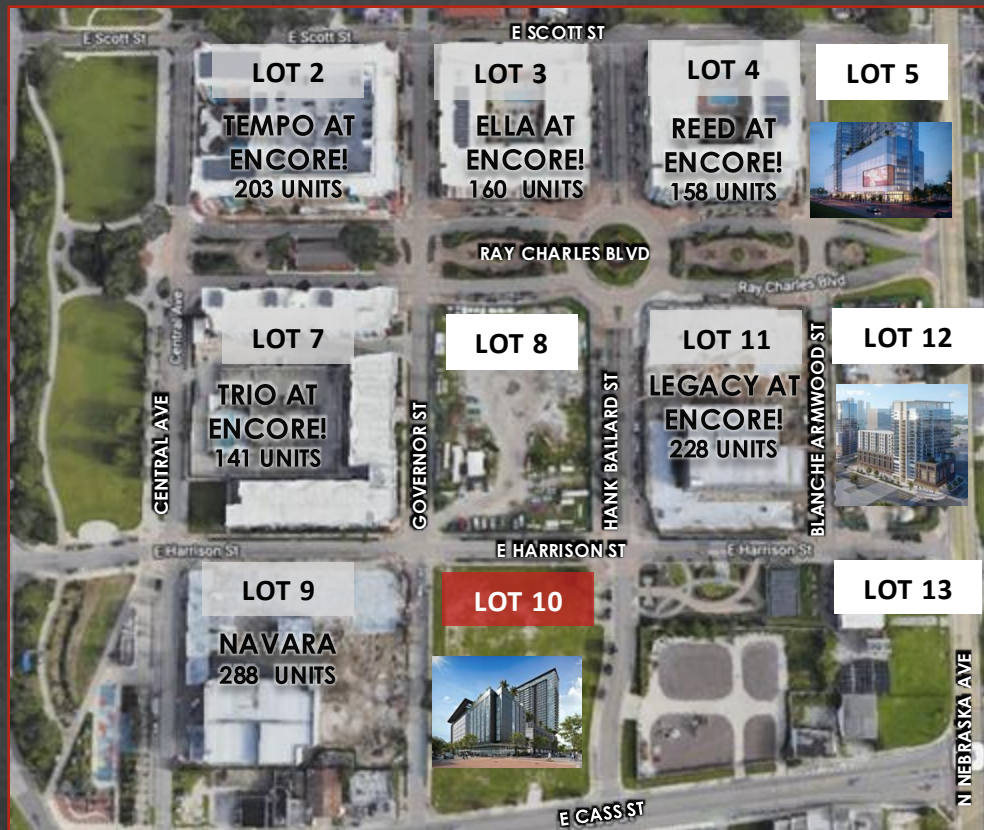 E Scott St
E Scott St
E SCOTT ST
LOT 2
LOT 3
LOT 4
LOT 5
TEMPO AT
ENCORE!
203 UNITS
ELLA AT
ENCORE!
160 UNITS
REED AT
ENCORE!
158 UNITS
RAY CHARLES BLVD
Ray Charles Blvd
Central Ave
LOT 7
LOT 8
LOT 11
LOT 12
TRIO AT
ENCORE!
141 UNITS
LEGACY AT
ENCORE!
228 UNITS
CENTRAL AVE
GOVERNOR ST
HANK BALLARD ST
BLANCHE ARMWOOD ST
E Harrison St
E HARRISON ST
E Harrison St
LOT 9
LOT 10
LOT 13
NAVARA
288 UNITS
N NEBRASKA AVE
E CASS ST